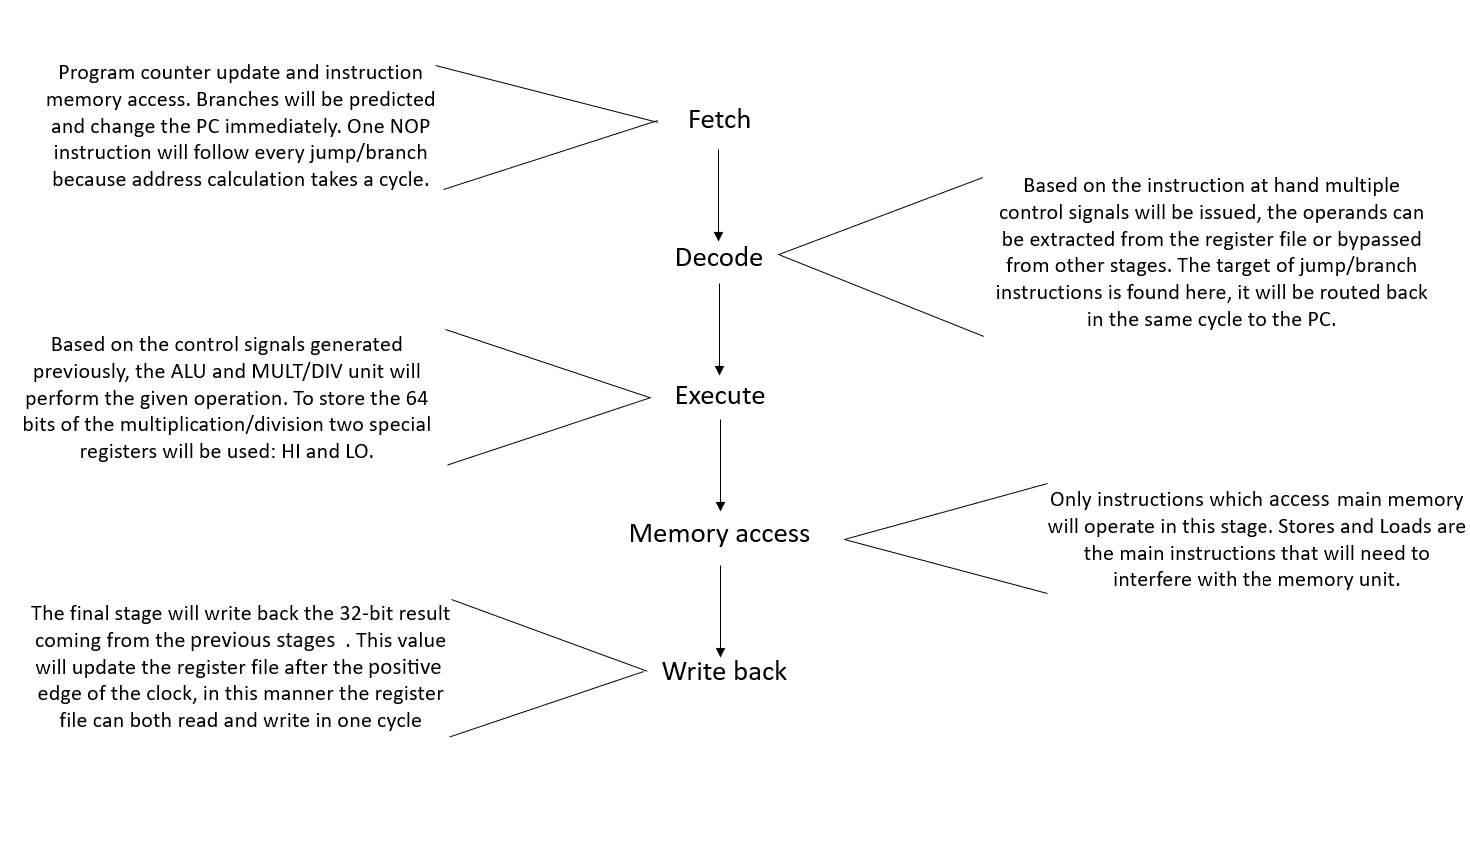 Program counter update and instruction
memory access. Branches will be predicted
and change the PC immediately. One NOP
instruction will follow every jump/branch
because address calculation takes a cycle.
Fetch
Based on the instruction at hand multiple
control signals will be issued, the operands can
be extracted from the register file or bypassed
from other stages. The target of jump/branch
instructions is found here, it will be routed back
in the same cycle to the PC.
Decode
Based on the control signals generated
previously, the ALU and MULT/DIV unit will
perform the given operation. To store the 64
bits of the multiplication/division two special
registers will be used: HI and LO.
Execute
Only instructions which access main memory
will operate in this stage. Stores and Loads are
the main instructions that will need to
interfere with the memory unit.
Memory access
The final stage will write back the 32-bit result
coming from the previous stages . This value
will update the register file after the positive
edge of the clock, in this manner the register
file can both read and write in one cycle
Write back